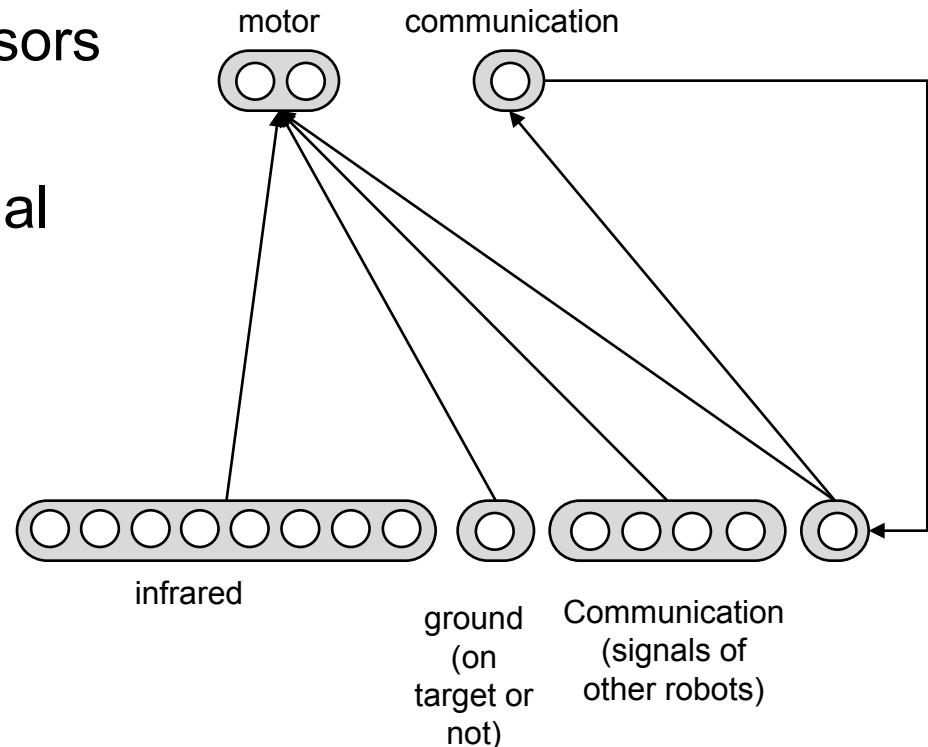 sors
al
motor
communication
infrared
ground
(on
target or
not)
Communication
(signals of
other robots)